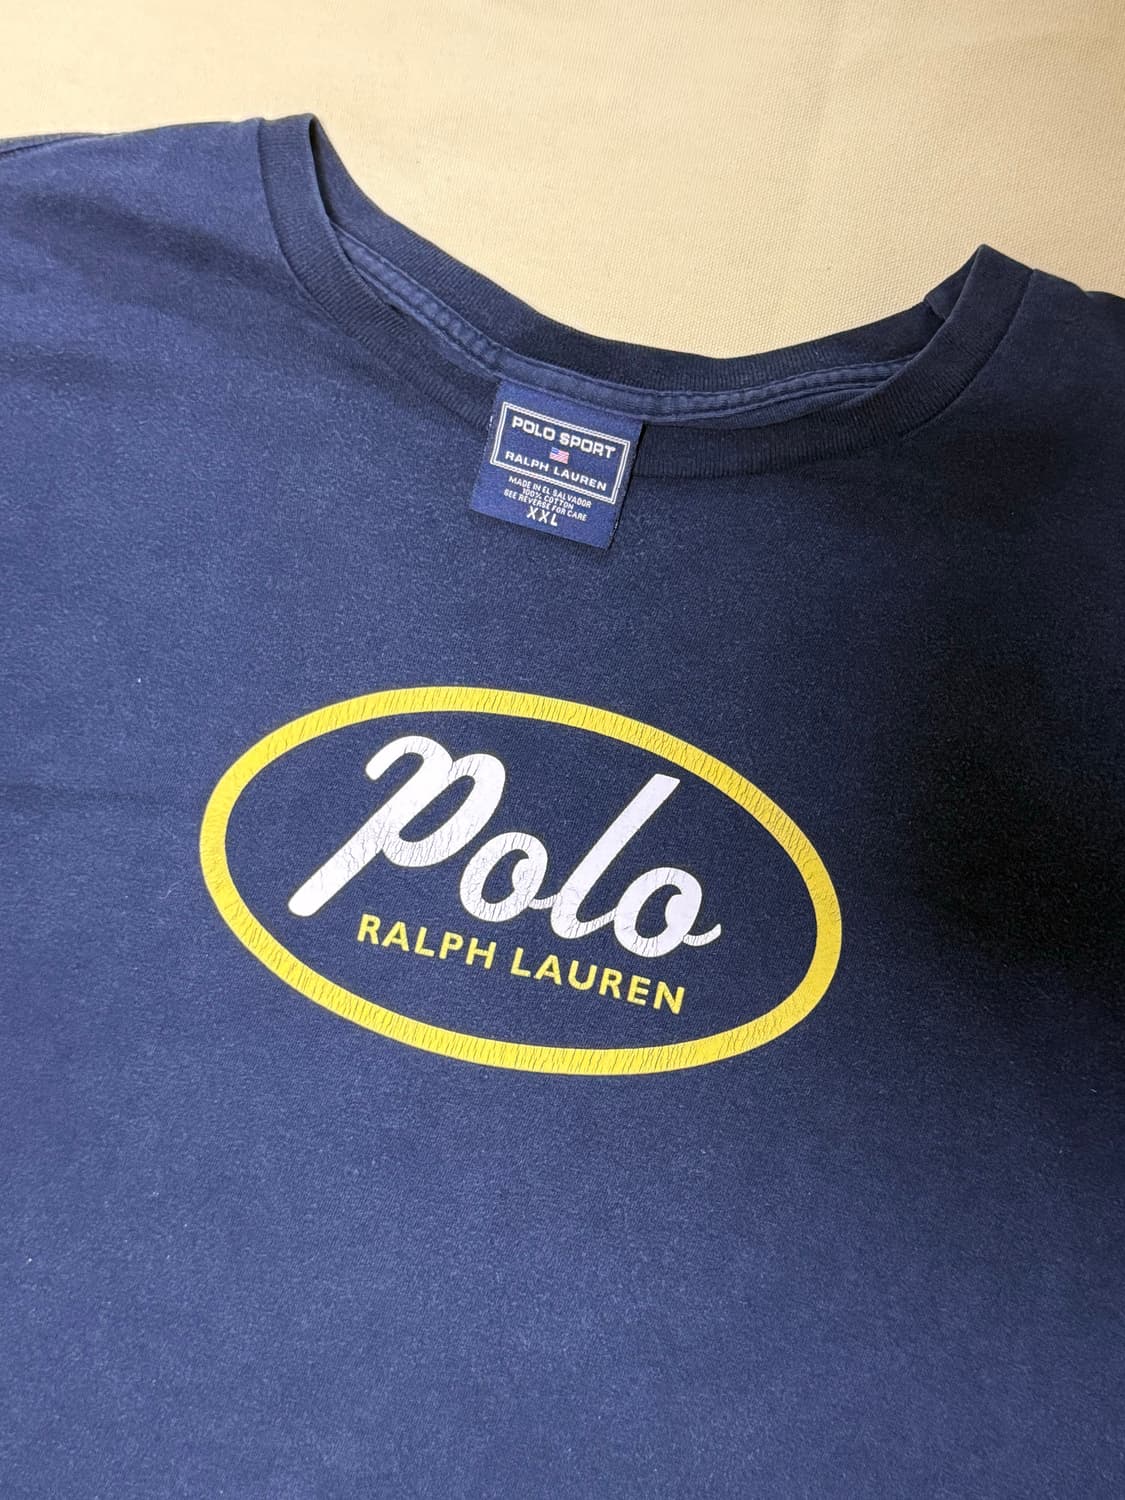 POLO SPORT
RALPH LAUREN
MADE IN EL SALVADOR
100% COTTON
SEE REVERSE FOR CARE
XXL
Polo
RALPH LAUREN